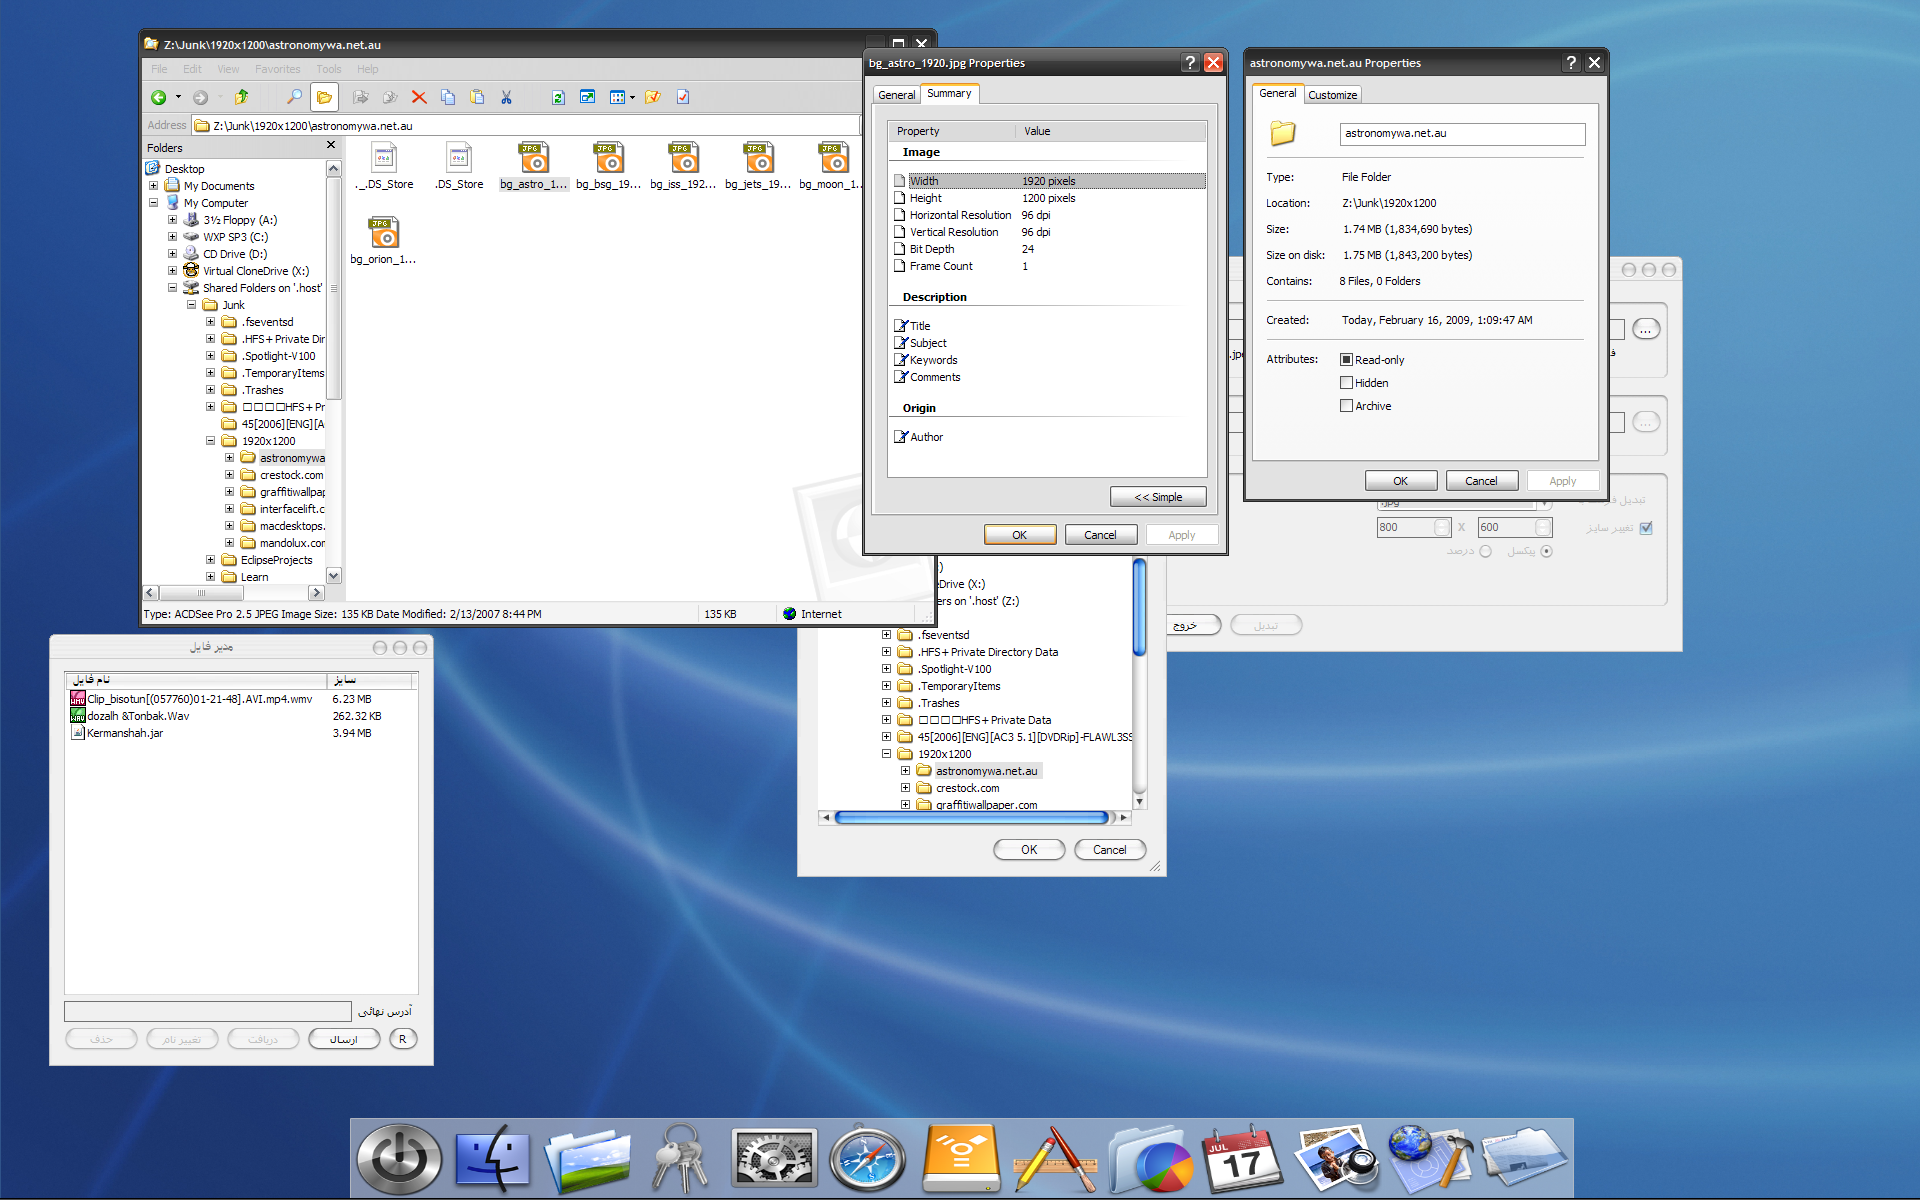 Z:\Junk\1920x1200\astronomywa.net.au
File Edit View Favorites Tools Help
Address Z:\Junk\1920x1200\astronomywa.net.au
Folders
Desktop
My Documents
My Computer
3½ Floppy (A:)
WXP SP3 (C:)
CD Drive (D:)
Virtual CloneDrive (X:)
Shared Folders on '.host'
Junk
.fseventsd
.HFS+ Private Dir
.Spotlight-V100
.TemporaryItems
.Trashes
□□□□HFS+ Pr
45[2006][ENG][A
1920x1200
astronomywa
crestock.com
graffitiwallpap
interfacelift.c
macdesktops.
mandolux.com
EclipseProjects
Learn
._.DS_Store
.DS_Store
bg_astro_1...
bg_bsg_19...
bg_iss_192...
bg_jets_19...
bg_moon_1...
bg_orion_1...
Type: ACDSee Pro 2.5 JPEG Image Size: 135 KB Date Modified: 2/13/2007 8:44 PM
135 KB
Internet
bg_astro_1920.jpg Properties
General Summary
Property Value
Image
Width 1920 pixels
Height 1200 pixels
Horizontal Resolution 96 dpi
Vertical Resolution 96 dpi
Bit Depth 24
Frame Count 1
Description
Title
Subject
Keywords
Comments
Origin
Author
<< Simple
OK Cancel Apply
astronomywa.net.au Properties
General Customize
astronomywa.net.au
Type: File Folder
Location: Z:\Junk\1920x1200
Size: 1.74 MB (1,834,690 bytes)
Size on disk: 1.75 MB (1,843,200 bytes)
Contains: 8 Files, 0 Folders
Created: Today, February 16, 2009, 1:09:47 AM
Attributes: Read-only
Hidden
Archive
OK Cancel Apply
...
...
800 X 600 تغییر سایز
پیکسل درصد
خروج تبدیل
.fseventsd
.HFS+ Private Directory Data
.Spotlight-V100
.TemporaryItems
.Trashes
□□□□HFS+ Private Data
45[2006][ENG][AC3 5.1][DVDRip]-FLAWL3SS
1920x1200
astronomywa.net.au
crestock.com
graffitiwallpaper.com
OK Cancel
مدیر فایل
نام فایل سایز
Clip_bisotun[(057760)01-21-48].AVI.mp4.wmv 6.23 MB
dozalh &Tonbak.Wav 262.32 KB
Kermanshah.jar 3.94 MB
آدرس نهائی
حذف تغییر نام دریافت ارسال R
JUL
17